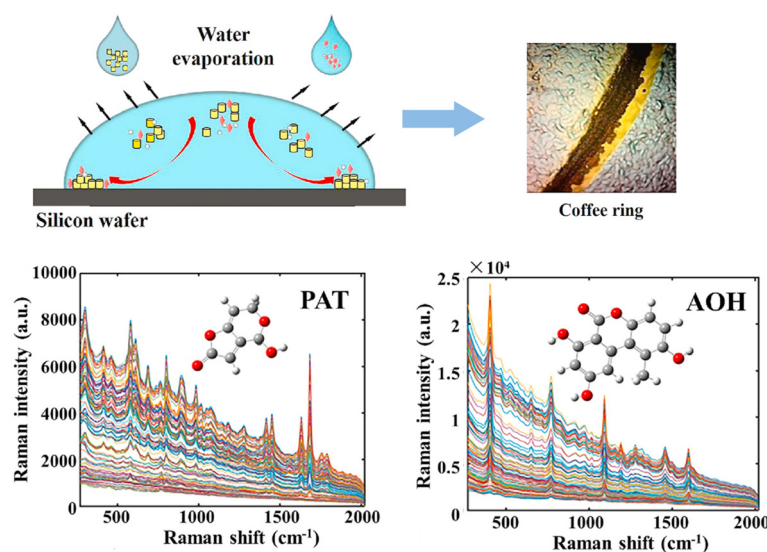 Water
evaporation
Silicon wafer
Coffee ring
10000
8000
6000
4000
2000
0
500
1000
1500
2000
Raman intensity (a.u.)
Raman shift (cm⁻¹)
PAT
×10⁴
2.5
2
1.5
1
0.5
0
500
1000
1500
2000
Raman intensity (a.u.)
Raman shift (cm⁻¹)
AOH